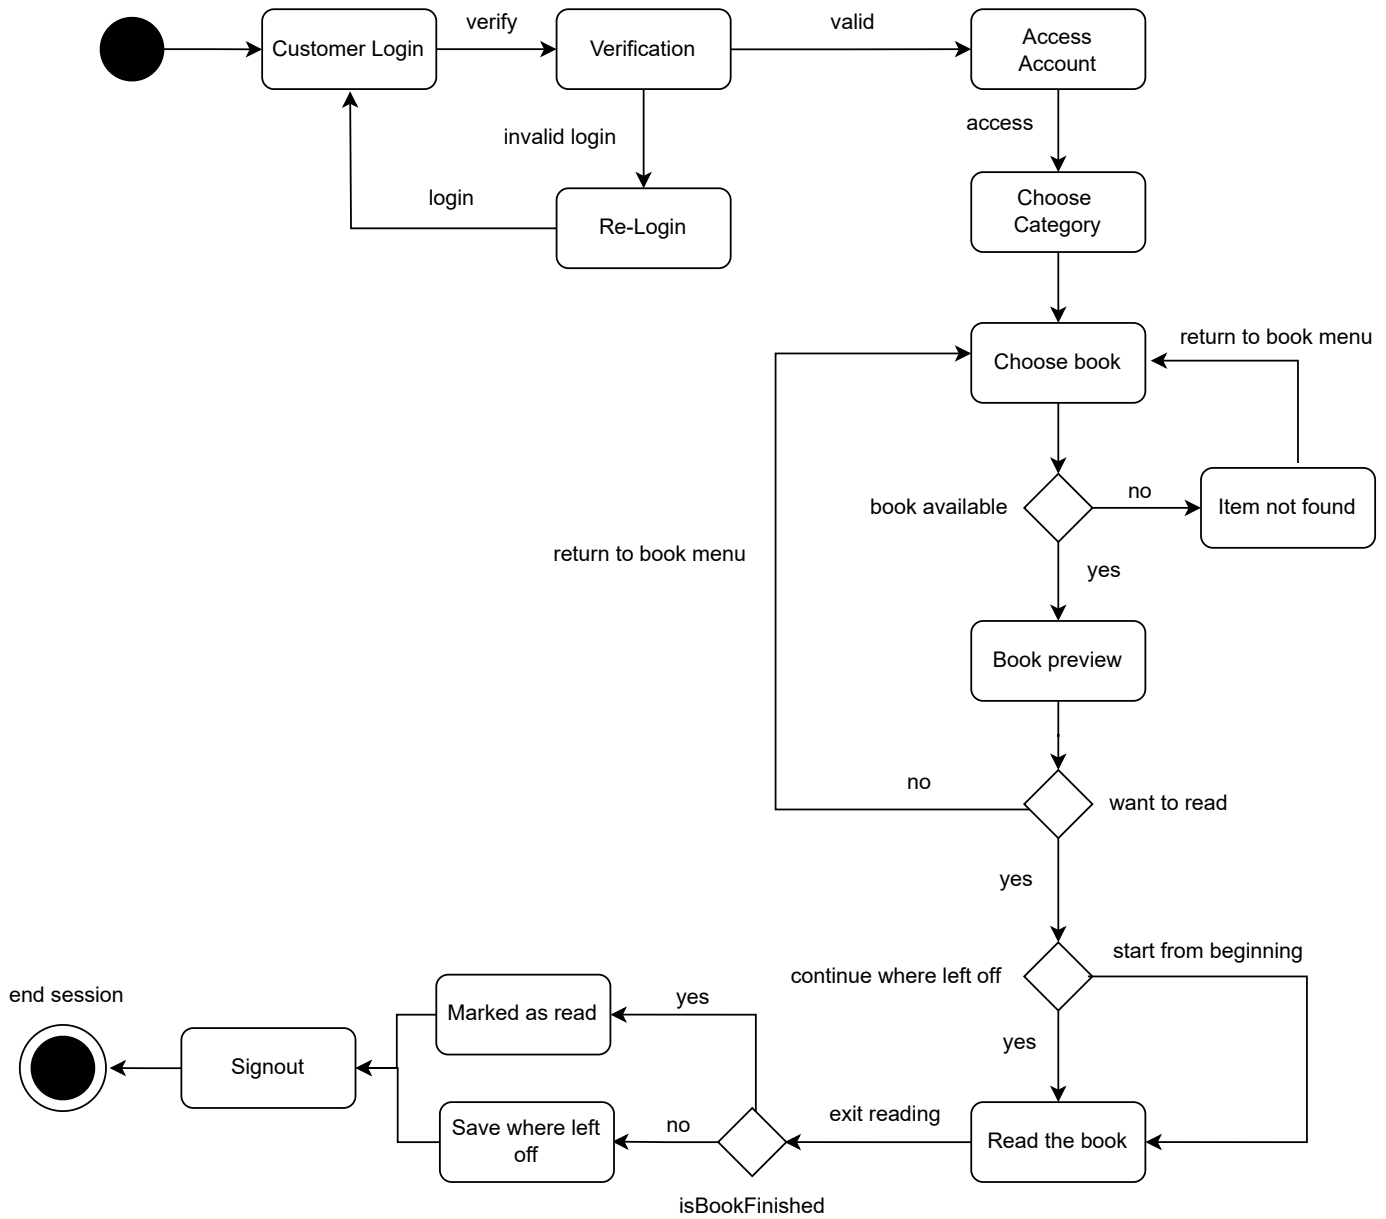 Customer Login
verify
Verification
valid
Access
Account
invalid login
access
login
Re-Login
Choose
Category
return to book menu
Choose book
book available
no
Item not found
return to book menu
yes
Book preview
no
want to read
yes
start from beginning
continue where left off
end session
Marked as read
yes
yes
Signout
exit reading
Save where left
off
no
Read the book
isBookFinished